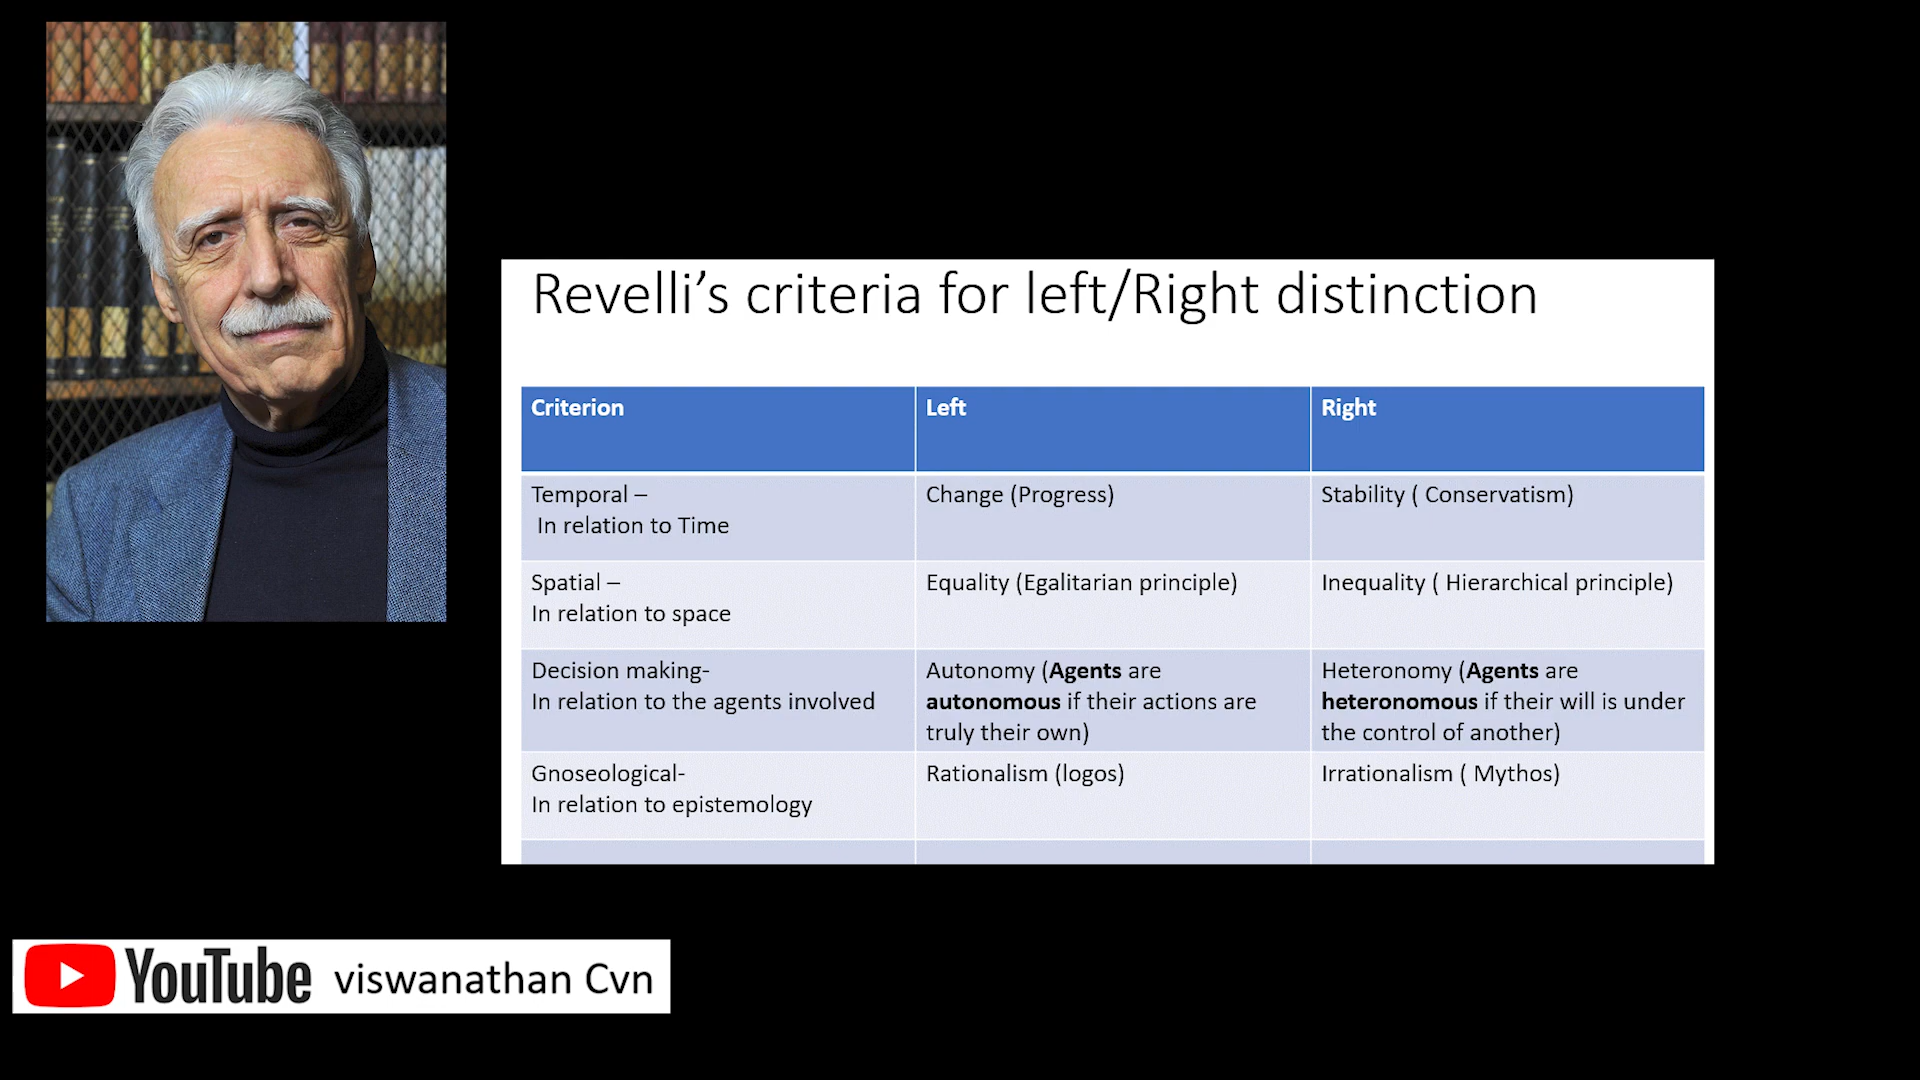 Revelli’s criteria for left/Right distinction
Criterion
Left
Right
Temporal –
In relation to Time
Change (Progress)
Stability ( Conservatism)
Spatial –
In relation to space
Equality (Egalitarian principle)
Inequality ( Hierarchical principle)
Decision making-
In relation to the agents involved
Autonomy (Agents are
autonomous if their actions are
truly their own)
Heteronomy (Agents are
heteronomous if their will is under
the control of another)
Gnoseological-
In relation to epistemology
Rationalism (logos)
Irrationalism ( Mythos)
YouTube viswanathan Cvn